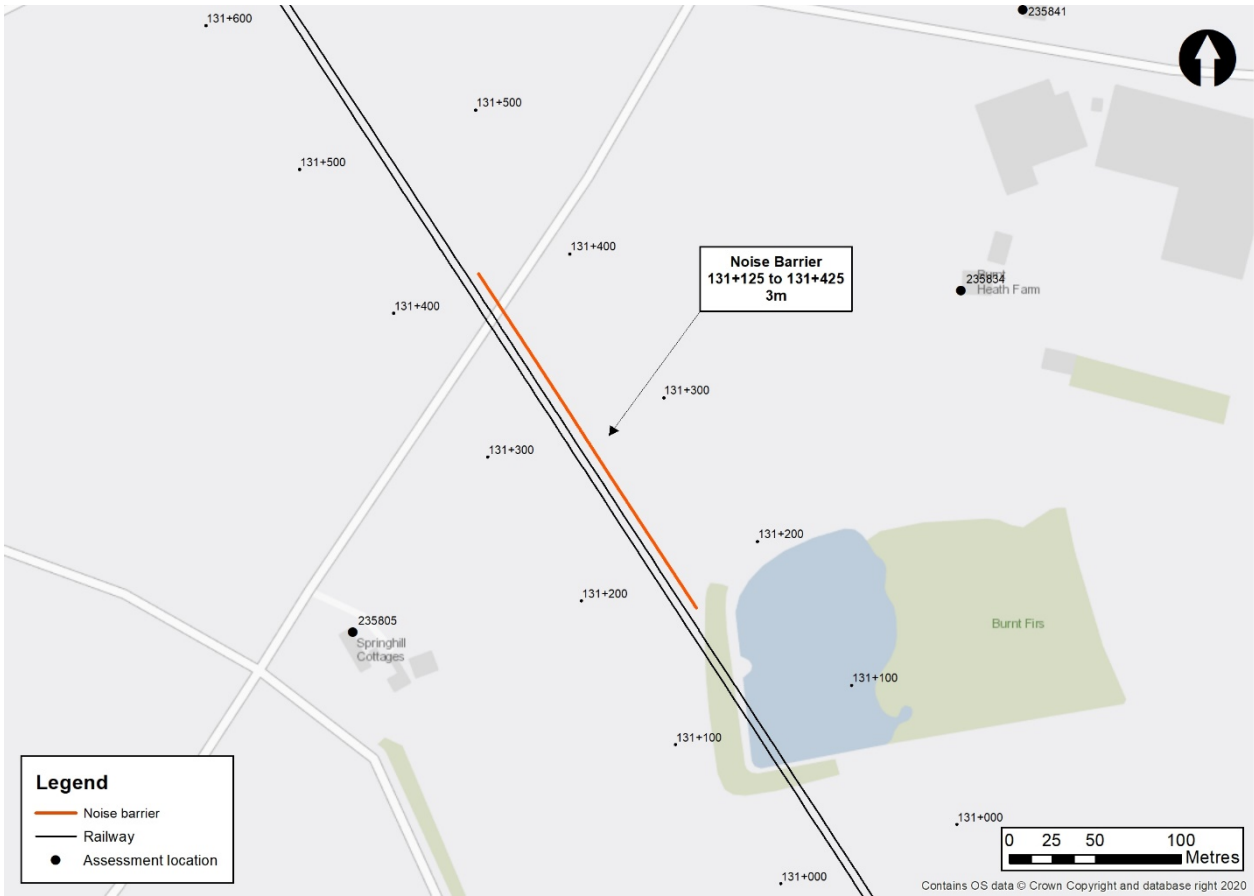 131+600
235841
131+500
131+500
131+400
Noise Barrier
131+125 to 131+425
3m
235834
Burnt
Heath Farm
131+400
131+300
131+300
131+200
131+200
235805
Springhill
Cottages
Burnt Firs
131+100
131+100
131+000
131+000
Legend
Noise barrier
Railway
Assessment location
0 25 50 100
Metres
Contains OS data © Crown Copyright and database right 2020